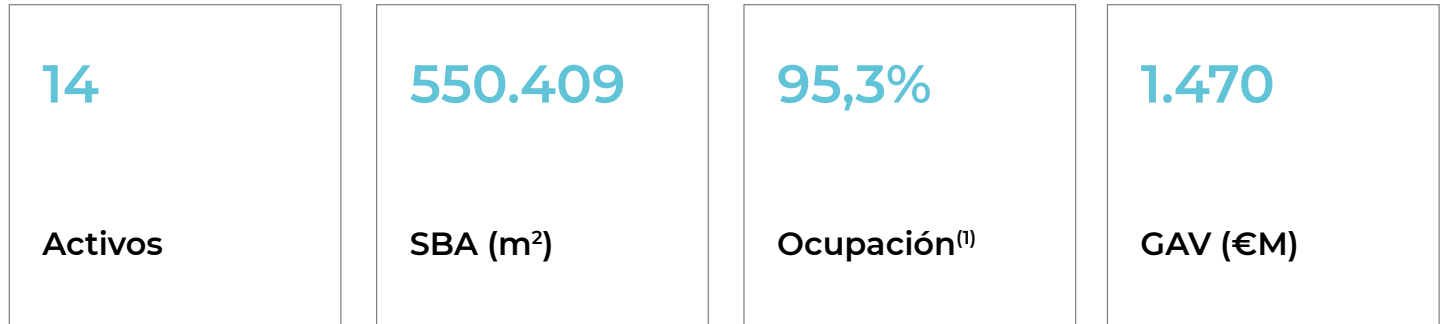 14
Activos
550.409
SBA (m²)
95,3%
Ocupación⁽¹⁾
1.470
GAV (€M)